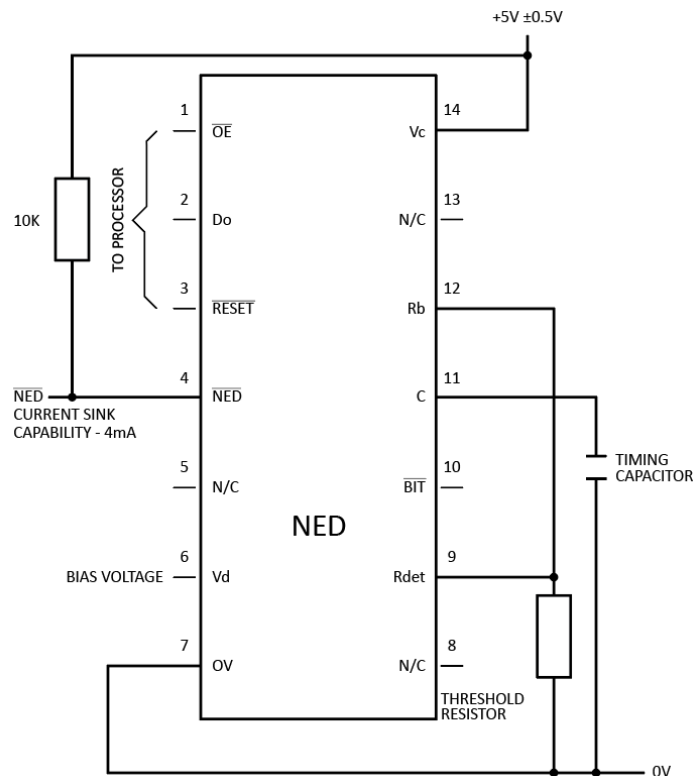 +5V ±0.5V
1
OE
14
Vc
2
Do
13
N/C
10K
TO PROCESSOR
3
RESET
12
Rb
4
NED
11
C
NED
CURRENT SINK
CAPABILITY - 4mA
TIMING
CAPACITOR
5
N/C
10
BIT
NED
6
BIAS VOLTAGE
Vd
9
Rdet
7
OV
8
N/C
THRESHOLD
RESISTOR
0V